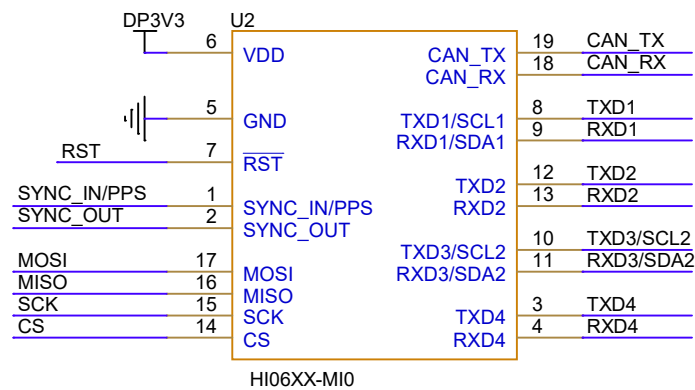 DP3V3
U2
6 VDD
5 GND
RST 7 RST
SYNC_IN/PPS 1 SYNC_IN/PPS
SYNC_OUT 2 SYNC_OUT
MOSI 17 MOSI
MISO 16 MISO
SCK 15 SCK
CS 14 CS
CAN_TX 19 CAN_TX
CAN_RX 18 CAN_RX
TXD1/SCL1 8 TXD1
RXD1/SDA1 9 RXD1
TXD2 12 TXD2
RXD2 13 RXD2
TXD3/SCL2 10 TXD3/SCL2
RXD3/SDA2 11 RXD3/SDA2
TXD4 3 TXD4
RXD4 4 RXD4
HI06XX-MI0